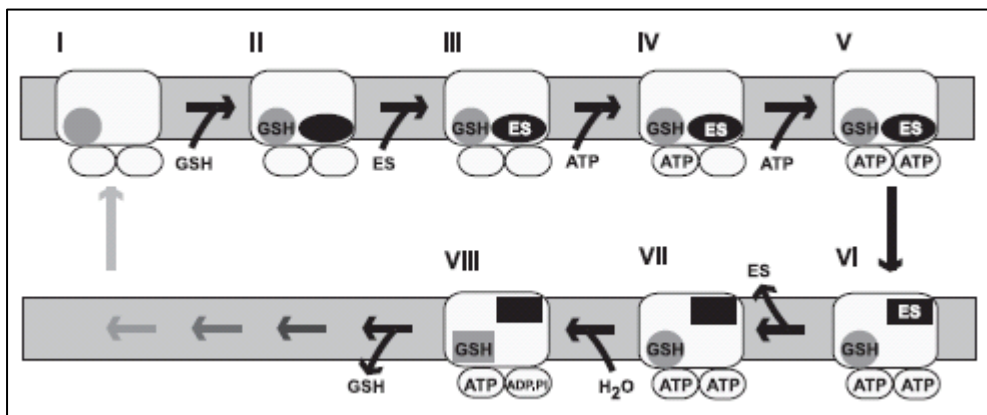 I II III IV V
GSH GSH ES GSH ES GSH ES
GSH ES ATP ATP ATP ATP ATP
VIII VII ES VI
ES
GSH GSH GSH
GSH ATP ADP,Pi H₂O ATP ATP ATP ATP